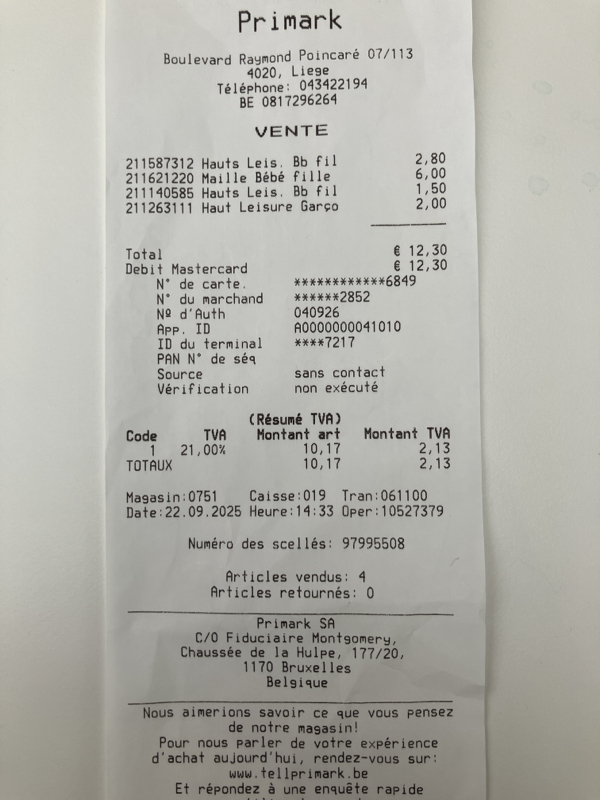 Primark
Boulevard Raymond Poincaré 07/113
4020, Liege
Téléphone: 043422194
BE 0817296264
VENTE
211587312 Hauts Leis. Bb fil 2,80
211621220 Maille Bébé fille 6,00
211140585 Hauts Leis. Bb fil 1,50
211263111 Haut Leisure Garço 2,00
Total € 12,30
Debit Mastercard € 12,30
N° de carte. ************6849
N° du marchand ******2852
Nº d'Auth 040926
App. ID A0000000041010
ID du terminal ****7217
PAN N° de séq
Source sans contact
Vérification non exécuté
(Résumé TVA)
Code TVA Montant art Montant TVA
1 21,00% 10,17 2,13
TOTAUX 10,17 2,13
Magasin:0751 Caisse:019 Tran:061100
Date:22.09.2025 Heure:14:33 Oper:10527379
Numéro des scellés: 97995508
Articles vendus: 4
Articles retournés: 0
Primark SA
C/O Fiduciaire Montgomery,
Chaussée de la Hulpe, 177/20,
1170 Bruxelles
Belgique
Nous aimerions savoir ce que vous pensez
de notre magasin!
Pour nous parler de votre expérience
d'achat aujourd'hui, rendez-vous sur:
www.tellprimark.be
Et répondez à une enquête rapide